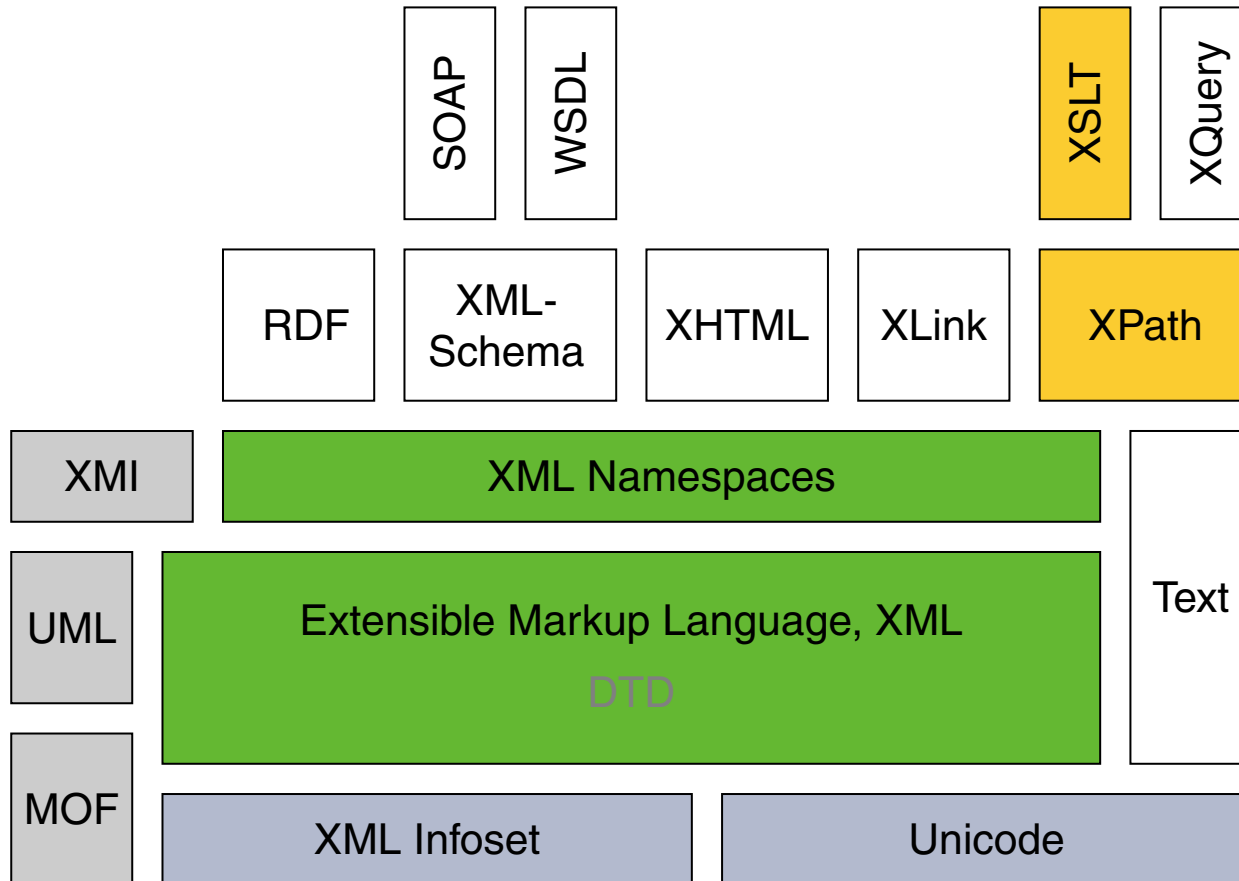 SOAP
WSDL
XSLT
XQuery
RDF
XML-
Schema
XHTML
XLink
XPath
XMI
XML Namespaces
UML
Extensible Markup Language, XML
DTD
Text
MOF
XML Infoset
Unicode